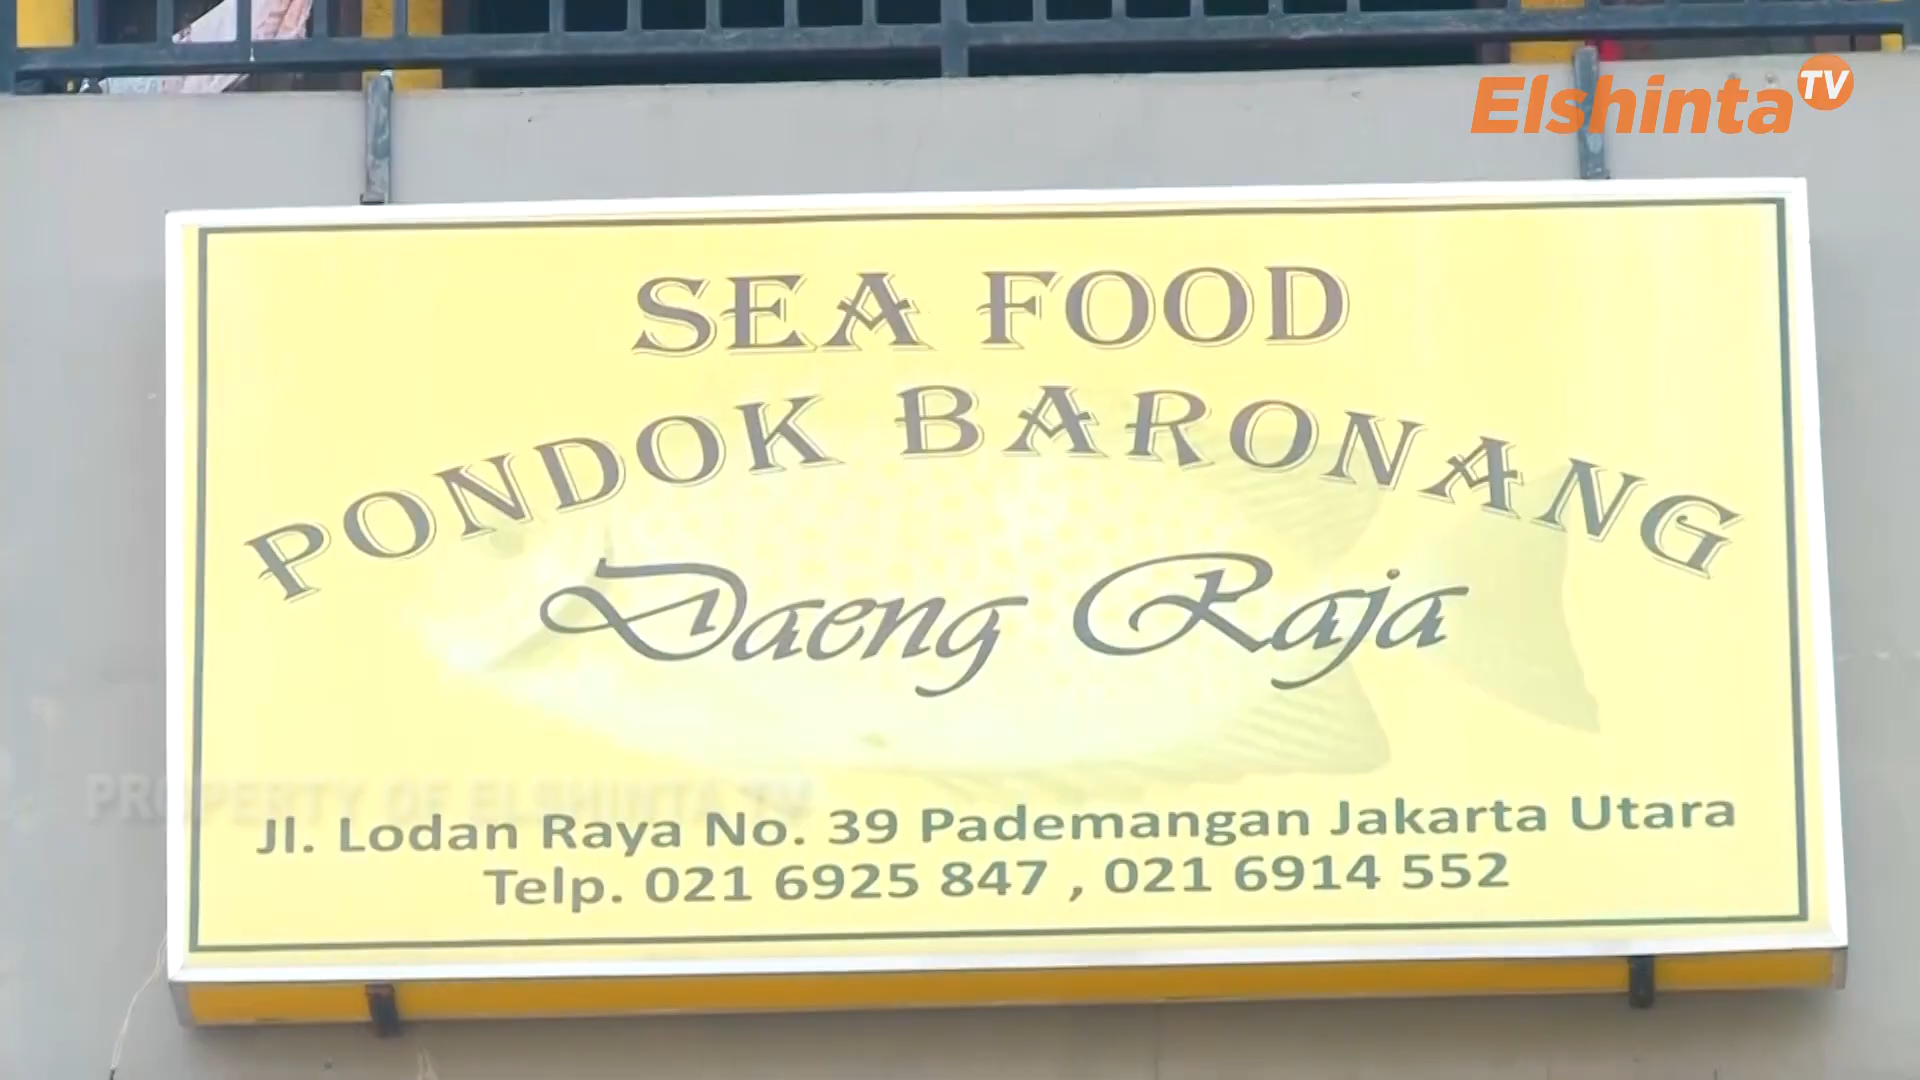 Elshinta TV
SEA FOOD
PONDOK BARONANG
Daeng Raja
PROPERTY OF ELSHINTA TV
Jl. Lodan Raya No. 39 Pademangan Jakarta Utara
Telp. 021 6925 847 , 021 6914 552